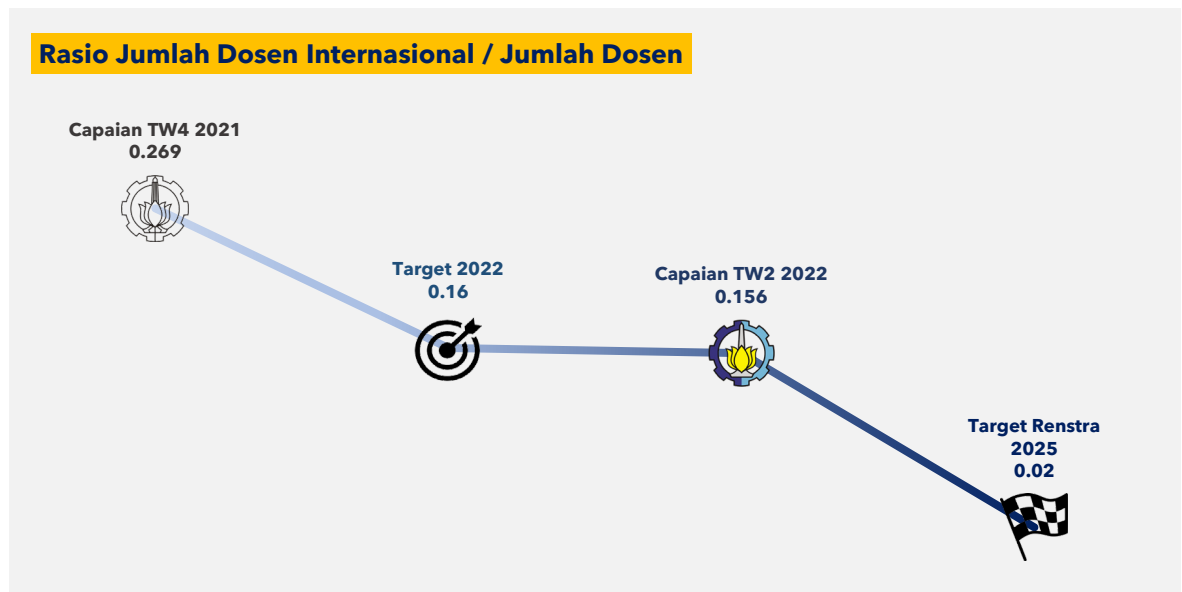 Rasio Jumlah Dosen Internasional / Jumlah Dosen
Capaian TW4 2021
0.269
Target 2022
0.16
Capaian TW2 2022
0.156
Target Renstra
2025
0.02